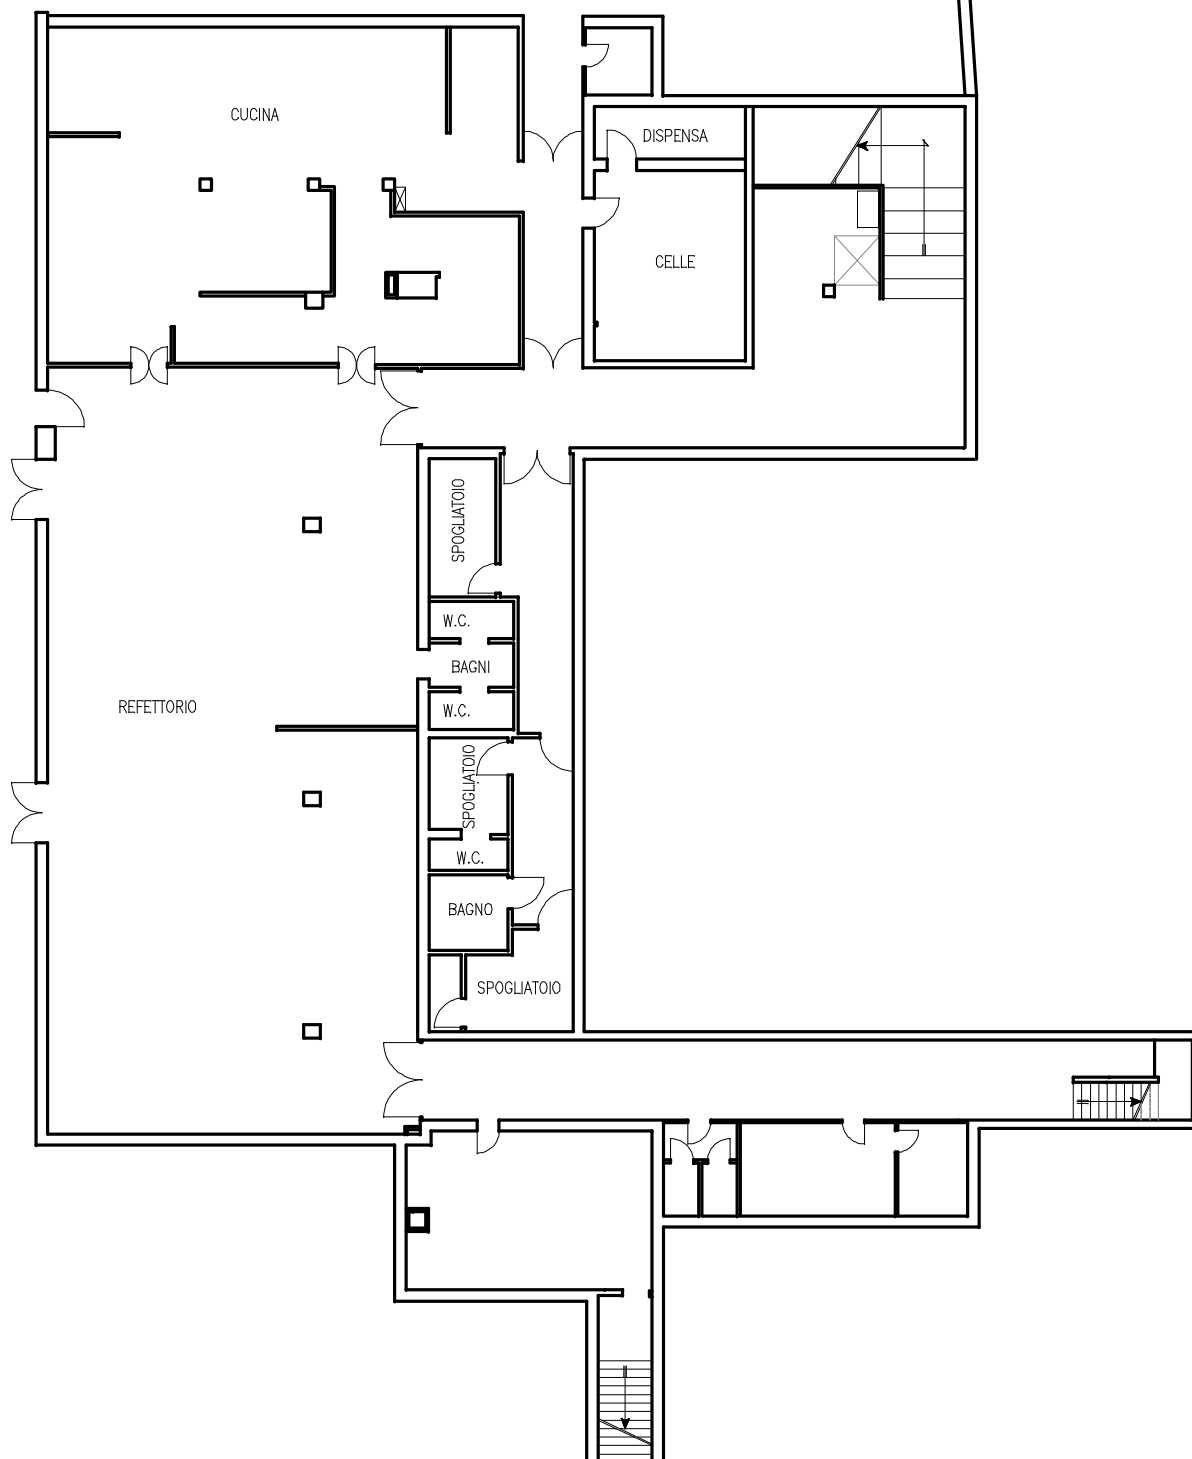 CUCINA
DISPENSA
CELLE
SPOGLIATOIO
W.C.
BAGNI
REFETTORIO
W.C.
SPOGLIATOIO
W.C.
BAGNO
SPOGLIATOIO